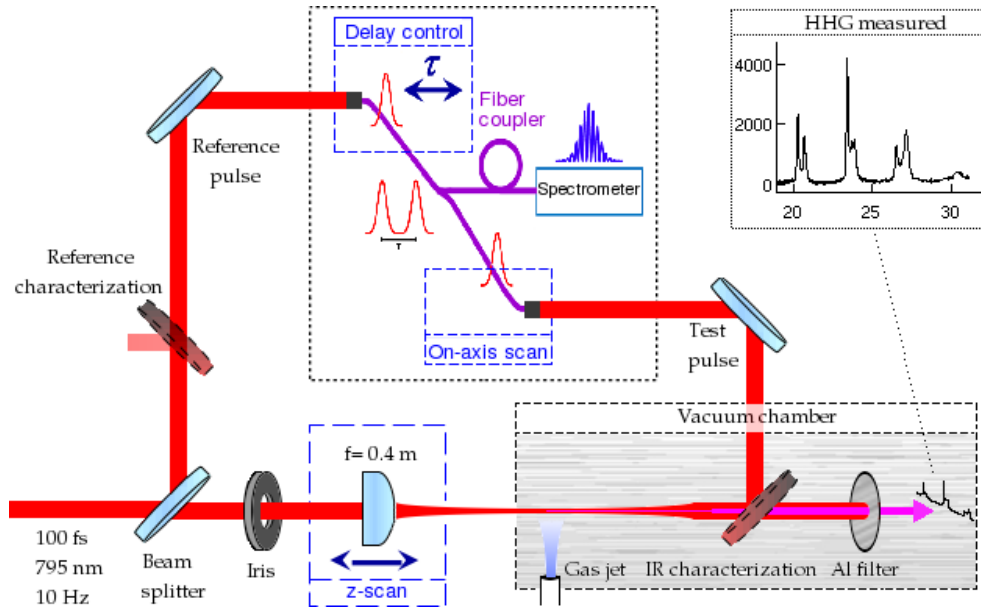 HHG measured
4000
2000
0
20
25
30
Delay control
τ
Fiber
coupler
Spectrometer
Reference
pulse
τ
Reference
characterization
On-axis scan
Test
pulse
Vacuum chamber
f= 0.4 m
100 fs
795 nm
10 Hz
Beam
splitter
Iris
z-scan
Gas jet
IR characterization
Al filter